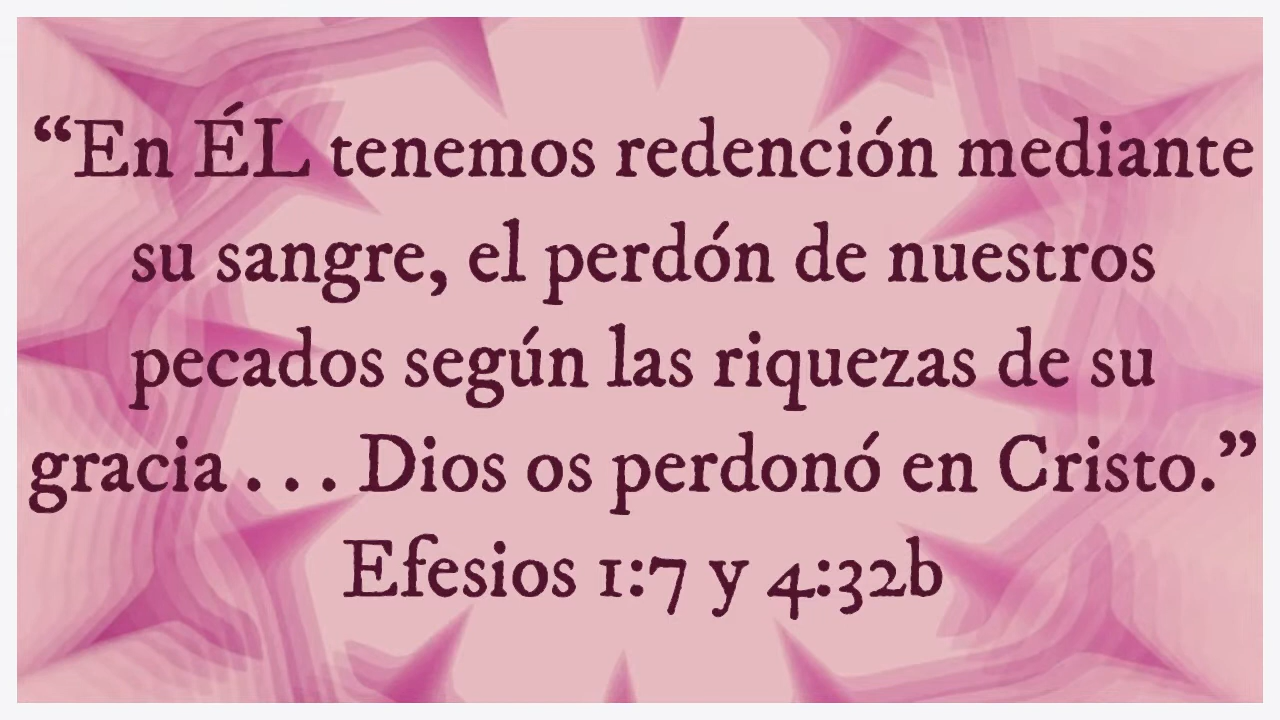 “En ÉL tenemos redención mediante
su sangre, el perdón de nuestros
pecados según las riquezas de su
gracia . . . Dios os perdonó en Cristo.”
Efesios 1:7 y 4:32b